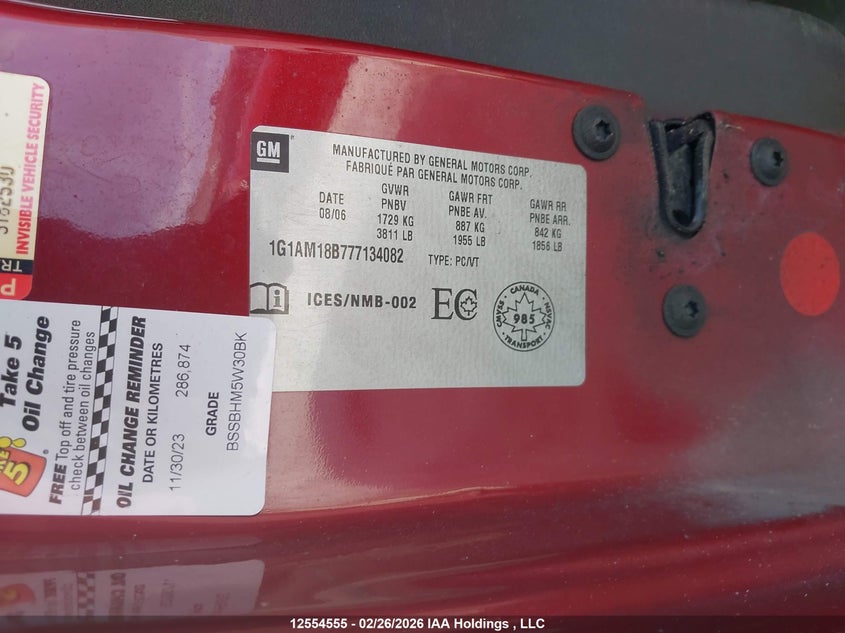 GM
MANUFACTURED BY GENERAL MOTORS CORP.
FABRIQUÉ PAR GENERAL MOTORS CORP.
DATE
08/06
GVWR
PNBV
1729 KG
3811 LB
GAWR FRT
PNBE AV.
887 KG
1955 LB
GAWR RR
PNBE ARR.
842 KG
1856 LB
1G1AM18B777134082
TYPE: PC/VT
ICES/NMB-002
EC
CANADA
CMVSS
NSVAC
985
TRANSPORT
INVISIBLE VEHICLE SECURITY
Take 5
Oil Change
FREE Top off and tire pressure
check between oil changes
OIL CHANGE REMINDER
DATE OR KILOMETRES
11/30/23 286,874
GRADE
BSSBHM5W30BK
12554555 - 02/26/2026 IAA Holdings , LLC